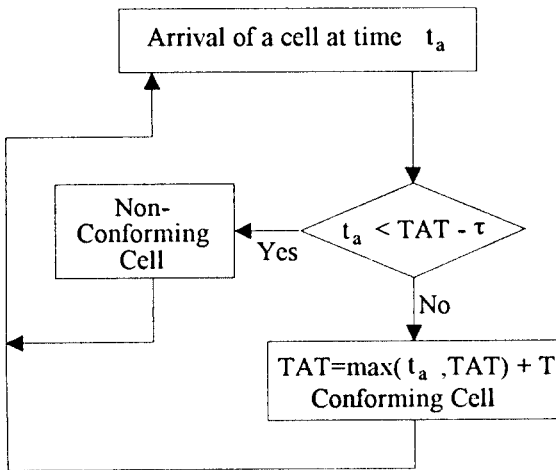 Arrival of a cell at time t_a
Non-
Conforming
Cell
t_a < TAT - τ
Yes
No
TAT=max( t_a ,TAT) + T
Conforming Cell